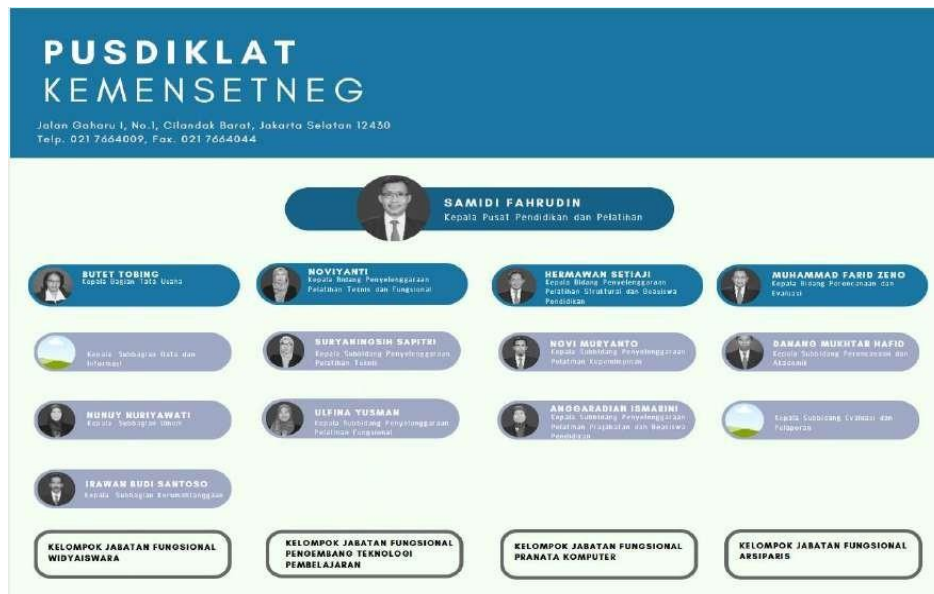 PUSDIKLAT
KEMENSETNEG
Jalan Gaharu I, No.1, Cilandak Barat, Jakarta Selatan 12430
Telp. 021 7664009, Fax. 021 7664044
SAMIDI FAHRUDIN
Kepala Pusat Pendidikan dan Pelatihan
BUTET TOBING
Kepala Bagian Tata Usaha
NOVIYANTI
Kepala Bidang Penyelenggaraan
Pelatihan Teknis dan Fungsional
HERMAWAN SETIAJI
Kepala Bidang Penyelenggaraan
Pelatihan Struktural dan Beasiswa
Pendidikan
MUHAMMAD FARID ZENO
Kepala Bidang Perencanaan dan
Evaluasi
Kepala Subbagian Data dan
Informasi
SURYANINGSIH SAPITRI
Kepala Subbidang Penyelenggaraan
Pelatihan Teknis
NOVI MURYANTO
Kepala Subbidang Penyelenggaraan
Pelatihan Kepemimpinan
DANANG MUKHTAR HAFID
Kepala Subbidang Perencanaan dan
Akademik
NUNUY NURIYAWATI
Kepala Subbagian Umum
ULFINA YUSMAN
Kepala Subbidang Penyelenggaraan
Pelatihan Fungsional
ANGGARADIAN ISMARINI
Kepala Subbidang Penyelenggaraan
Pelatihan Prajabatan dan Beasiswa
Pendidikan
Kepala Subbidang Evaluasi dan
Pelaporan
IRAWAN BUDI SANTOSO
Kepala Subbagian Kerumahtanggaan
KELOMPOK JABATAN FUNGSIONAL
WIDYAISWARA
KELOMPOK JABATAN FUNGSIONAL
PENGEMBANG TEKNOLOGI
PEMBELAJARAN
KELOMPOK JABATAN FUNGSIONAL
PRANATA KOMPUTER
KELOMPOK JABATAN FUNGSIONAL
ARSIPARIS